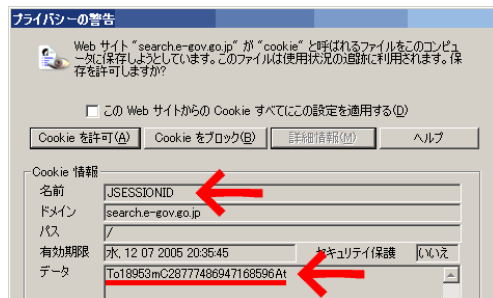 プライバシーの警告
Web サイト "search.e-gov.go.jp" が "cookie" と呼ばれるファイルをこのコンピュ
ータに保存しようとしています。このファイルは使用状況の追跡に利用されます。保
存を許可しますか?
この Web サイトからの Cookie すべてにこの設定を適用する(D)
Cookie を許可(A) Cookie をブロック(B) 詳細情報(M) ヘルプ
Cookie 情報
名前 JSESSIONID
ドメイン search.e-gov.go.jp
パス /
有効期限 水, 12 07 2005 20:35:45 セキュリティ保護 いいえ
データ To18953mC28777486947168596At